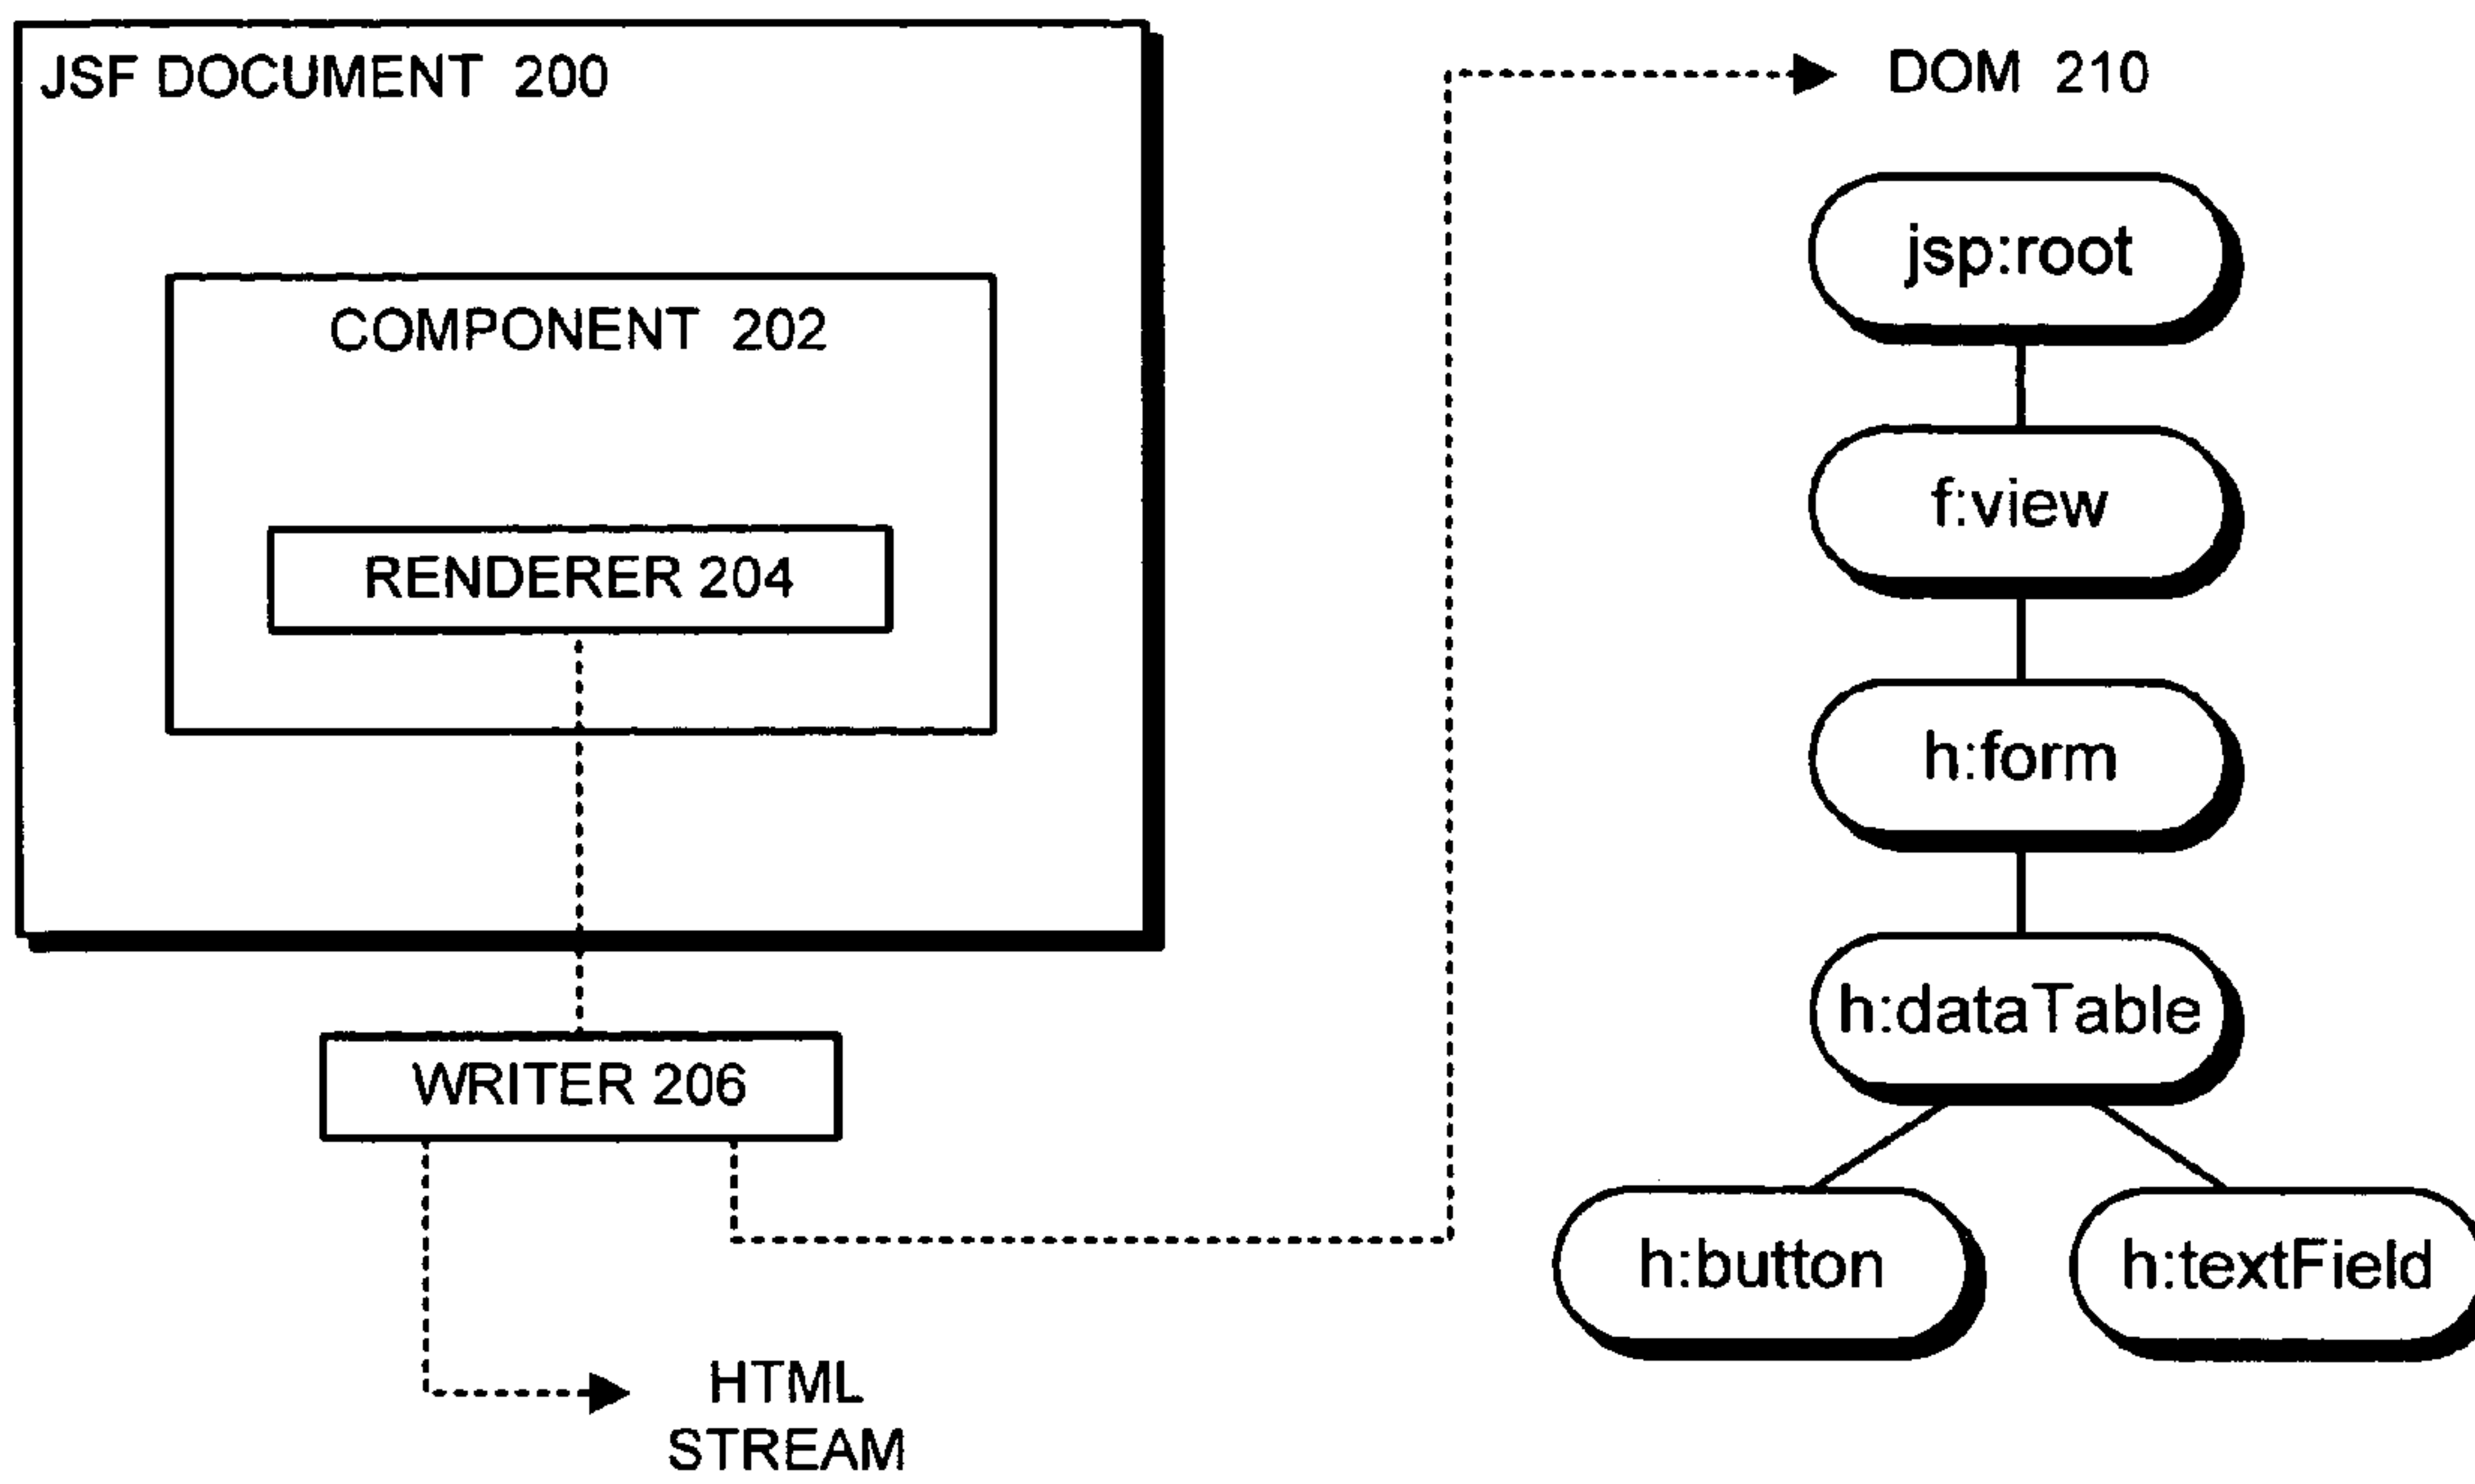 JSF DOCUMENT 200
COMPONENT 202
RENDERER 204
WRITER 206
HTML
STREAM
DOM 210
jsp:root
f:view
h:form
h:dataTable
h:button
h:textField